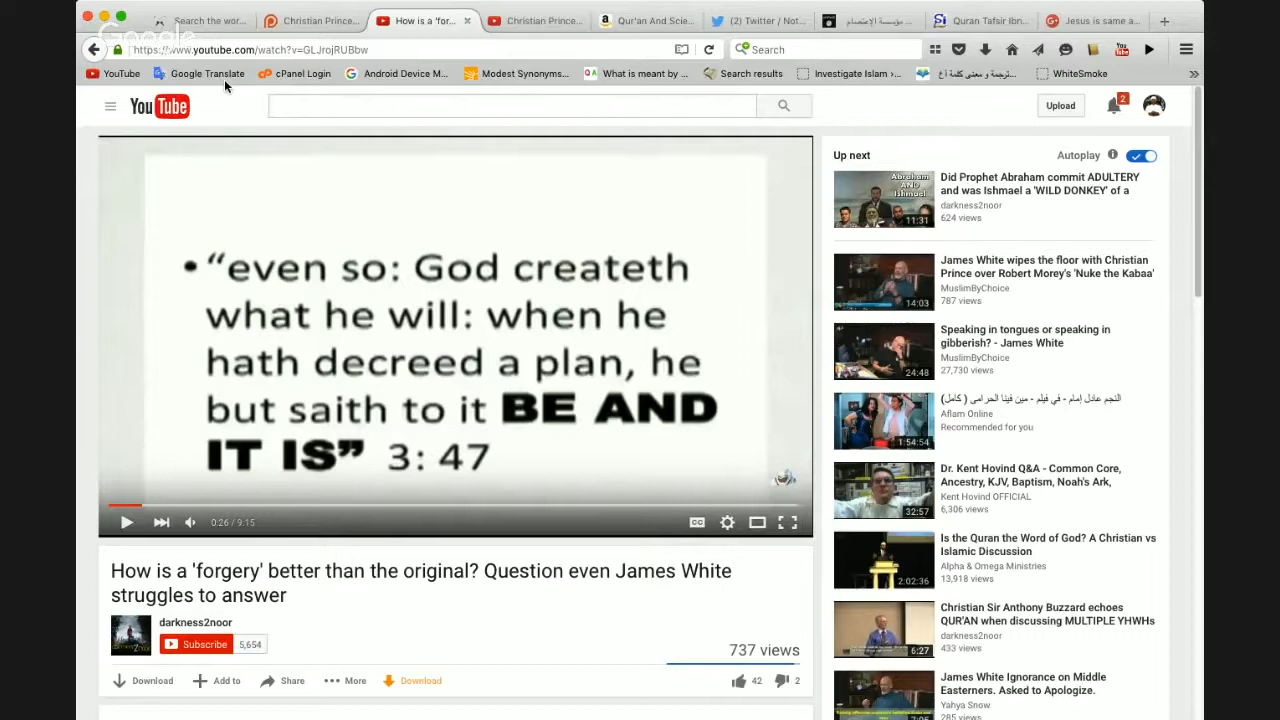 Search the wor...
Christian Prince...
How is a 'for...
Christian Prince...
Qur'An And Scie...
(2) Twitter / Not...
مؤسسة الإعتصام ...
Quran Tafsir Ibn...
Jesus is same a...
Google
https://www.youtube.com/watch?v=GLJrojRUBbw
Search
YouTube
Google Translate
cPanel Login
Android Device M...
Modest Synonyms...
What is meant by ...
Search results
Investigate Islam ›...
ترجمة و معنى كلمة أخ...
WhiteSmoke
YouTube
Upload
2
• “even so: God createth
what he will: when he
hath decreed a plan, he
but saith to it BE AND
IT IS” 3: 47
0:26 / 9:15
CC
How is a 'forgery' better than the original? Question even James White
struggles to answer
darkness2noor
Subscribe 5,654
737 views
Download
Add to
Share
More
Download
42
2
Up next
Autoplay
Abraham
AND
Ishmael
11:31
Did Prophet Abraham commit ADULTERY
and was Ishmael a 'WILD DONKEY' of a
darkness2noor
624 views
14:03
James White wipes the floor with Christian
Prince over Robert Morey's 'Nuke the Kabaa'
MuslimByChoice
787 views
24:48
Speaking in tongues or speaking in
gibberish? - James White
MuslimByChoice
27,730 views
1:54:54
النجم عادل إمام - في فيلم - مين فينا الحرامى ( كامل)
Aflam Online
Recommended for you
32:57
Dr. Kent Hovind Q&A - Common Core,
Ancestry, KJV, Baptism, Noah's Ark,
Kent Hovind OFFICIAL
6,306 views
2:02:36
Is the Quran the Word of God? A Christian vs
Islamic Discussion
Alpha & Omega Ministries
13,918 views
6:27
Christian Sir Anthony Buzzard echoes
QUR'AN when discussing MULTIPLE YHWHs
darkness2noor
433 views
James White Ignorance on Middle
Easterners. Asked to Apologize.
Yahya Snow
285 views